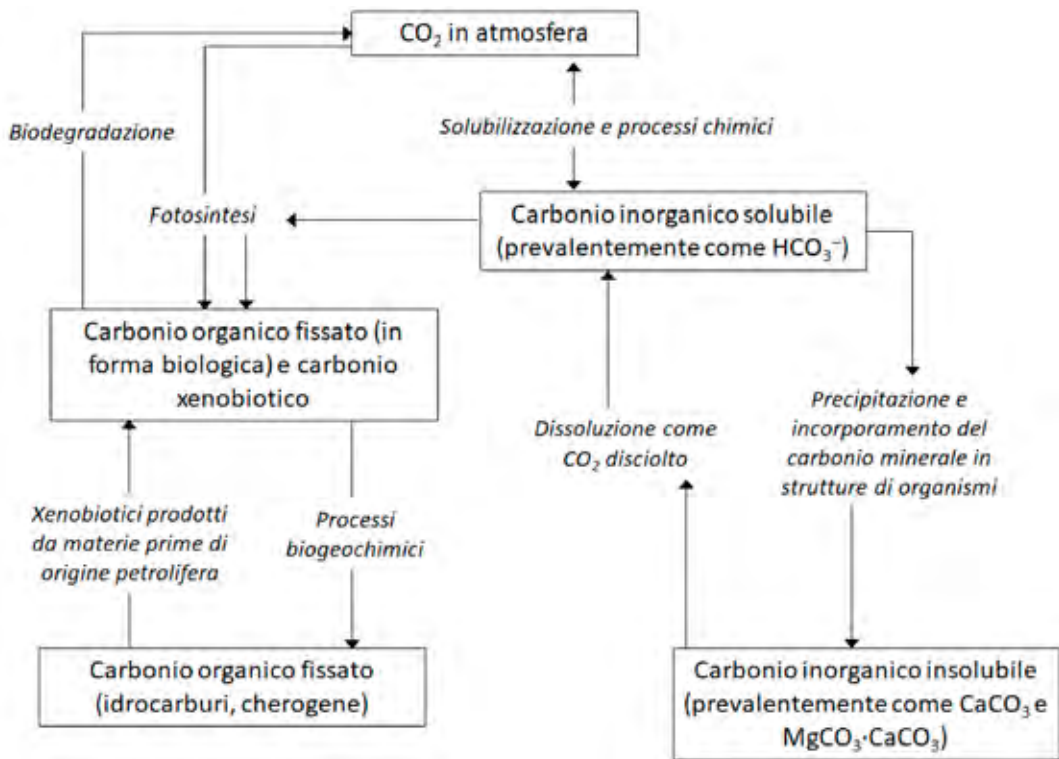 CO₂ in atmosfera
Biodegradazione
Solubilizzazione e processi chimici
Fotosintesi
Carbonio inorganico solubile
(prevalentemente come HCO₃⁻)
Carbonio organico fissato (in
forma biologica) e carbonio
xenobiotico
Dissoluzione come
CO₂ disciolto
Precipitazione e
incorporamento del
carbonio minerale in
strutture di organismi
Xenobiotici prodotti
da materie prime di
origine petrolifera
Processi
biogeochimici
Carbonio organico fissato
(idrocarburi, cherogene)
Carbonio inorganico insolubile
(prevalentemente come CaCO₃ e
MgCO₃·CaCO₃)